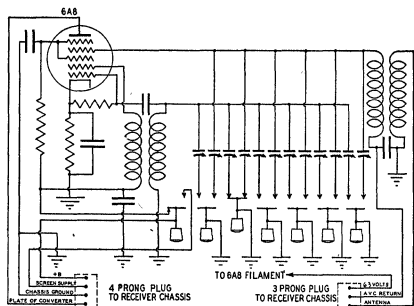 6A8
+B
SCREEN SUPPLY
CHASSIS GROUND
PLATE OF CONVERTER
4 PRONG PLUG
TO RECEIVER CHASSIS
TO 6A8 FILAMENT
3 PRONG PLUG
TO RECEIVER CHASSIS
6.3 VOLTS
A.V.C. RETURN
ANTENNA